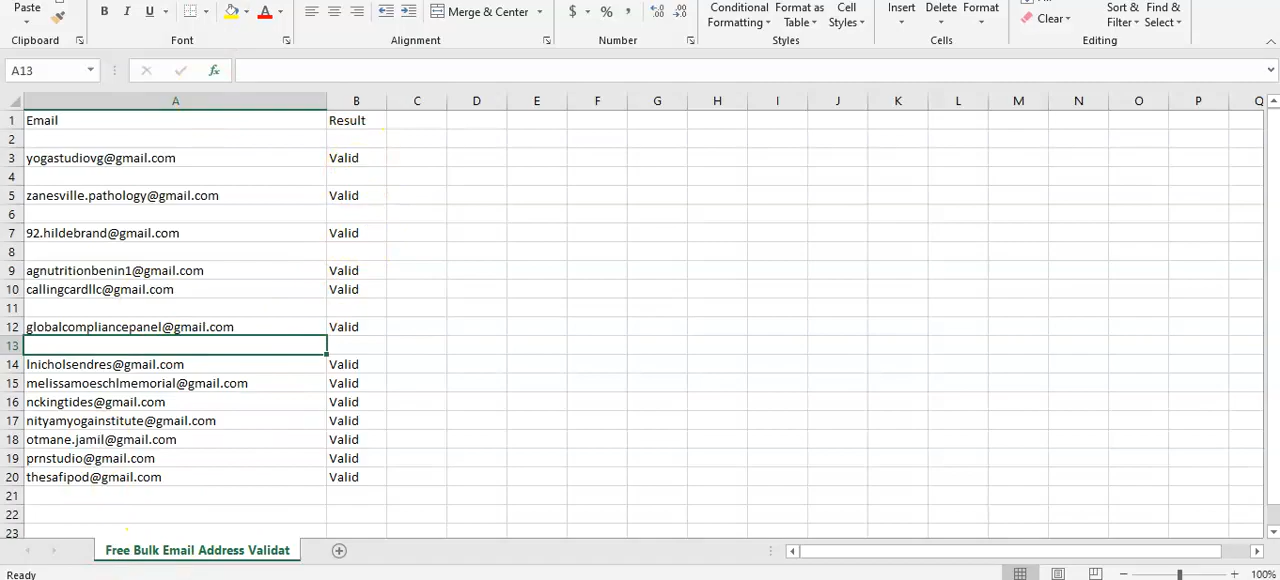 Paste
B I U
A
Merge & Center
$ % ,
Conditional Formatting
Format as Table
Cell Styles
Insert Delete Format
Clear
Sort & Filter
Find & Select
Clipboard Font Alignment Number Styles Cells Editing
A13 fx
A B C D E F G H I J K L M N O P Q
1 Email Result
2
3 yogastudiovg@gmail.com Valid
4
5 zanesville.pathology@gmail.com Valid
6
7 92.hildebrand@gmail.com Valid
8
9 agnutritionbenin1@gmail.com Valid
10 callingcardllc@gmail.com Valid
11
12 globalcompliancepanel@gmail.com Valid
13
14 lnicholsendres@gmail.com Valid
15 melissamoeschlmemorial@gmail.com Valid
16 nckingtides@gmail.com Valid
17 nityamyogainstitute@gmail.com Valid
18 otmane.jamil@gmail.com Valid
19 prnstudio@gmail.com Valid
20 thesafipod@gmail.com Valid
21
22
23
Free Bulk Email Address Validat
Ready 100%